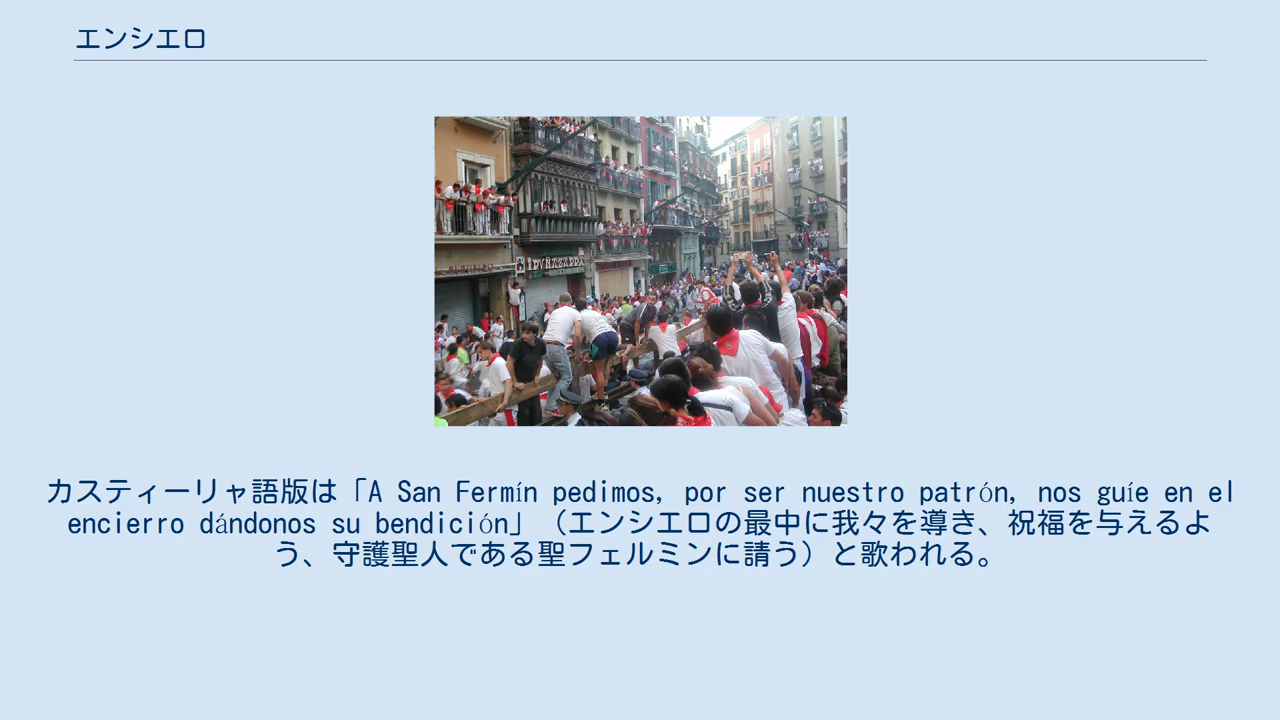 エンシエロ
カスティーリャ語版は「A San Fermín pedimos, por ser nuestro patrón, nos guíe en el
encierro dándonos su bendición」（エンシエロの最中に我々を導き、祝福を与えるよ
う、守護聖人である聖フェルミンに請う）と歌われる。